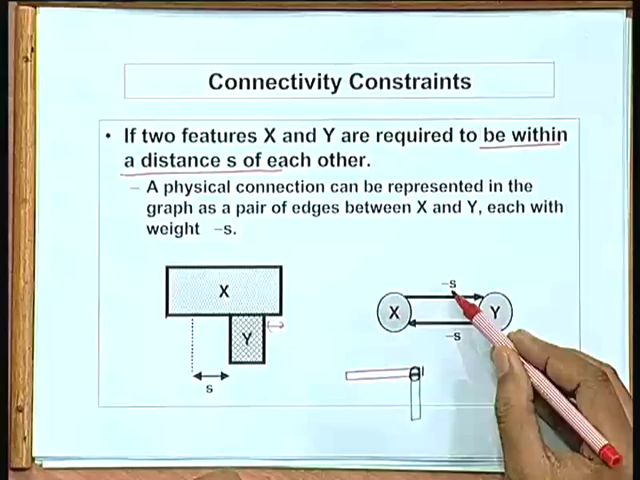 Connectivity Constraints
• If two features X and Y are required to be within
a distance s of each other.
– A physical connection can be represented in the
graph as a pair of edges between X and Y, each with
weight –s.
X
Y
s
–s
X
Y
–s